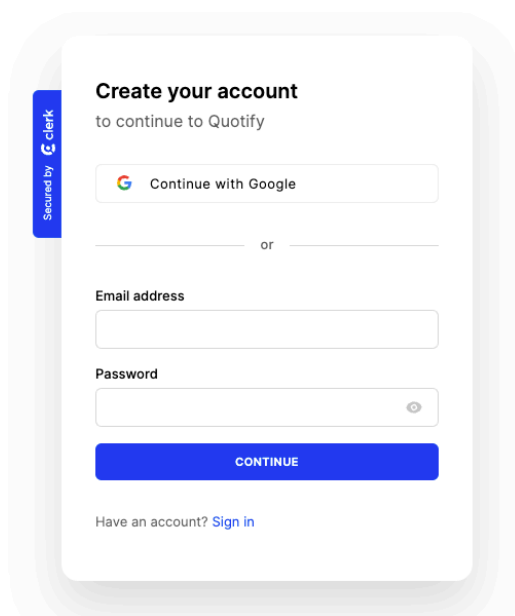 Create your account
to continue to Quotify
Secured by clerk
Continue with Google
or
Email address
Password
CONTINUE
Have an account? Sign in